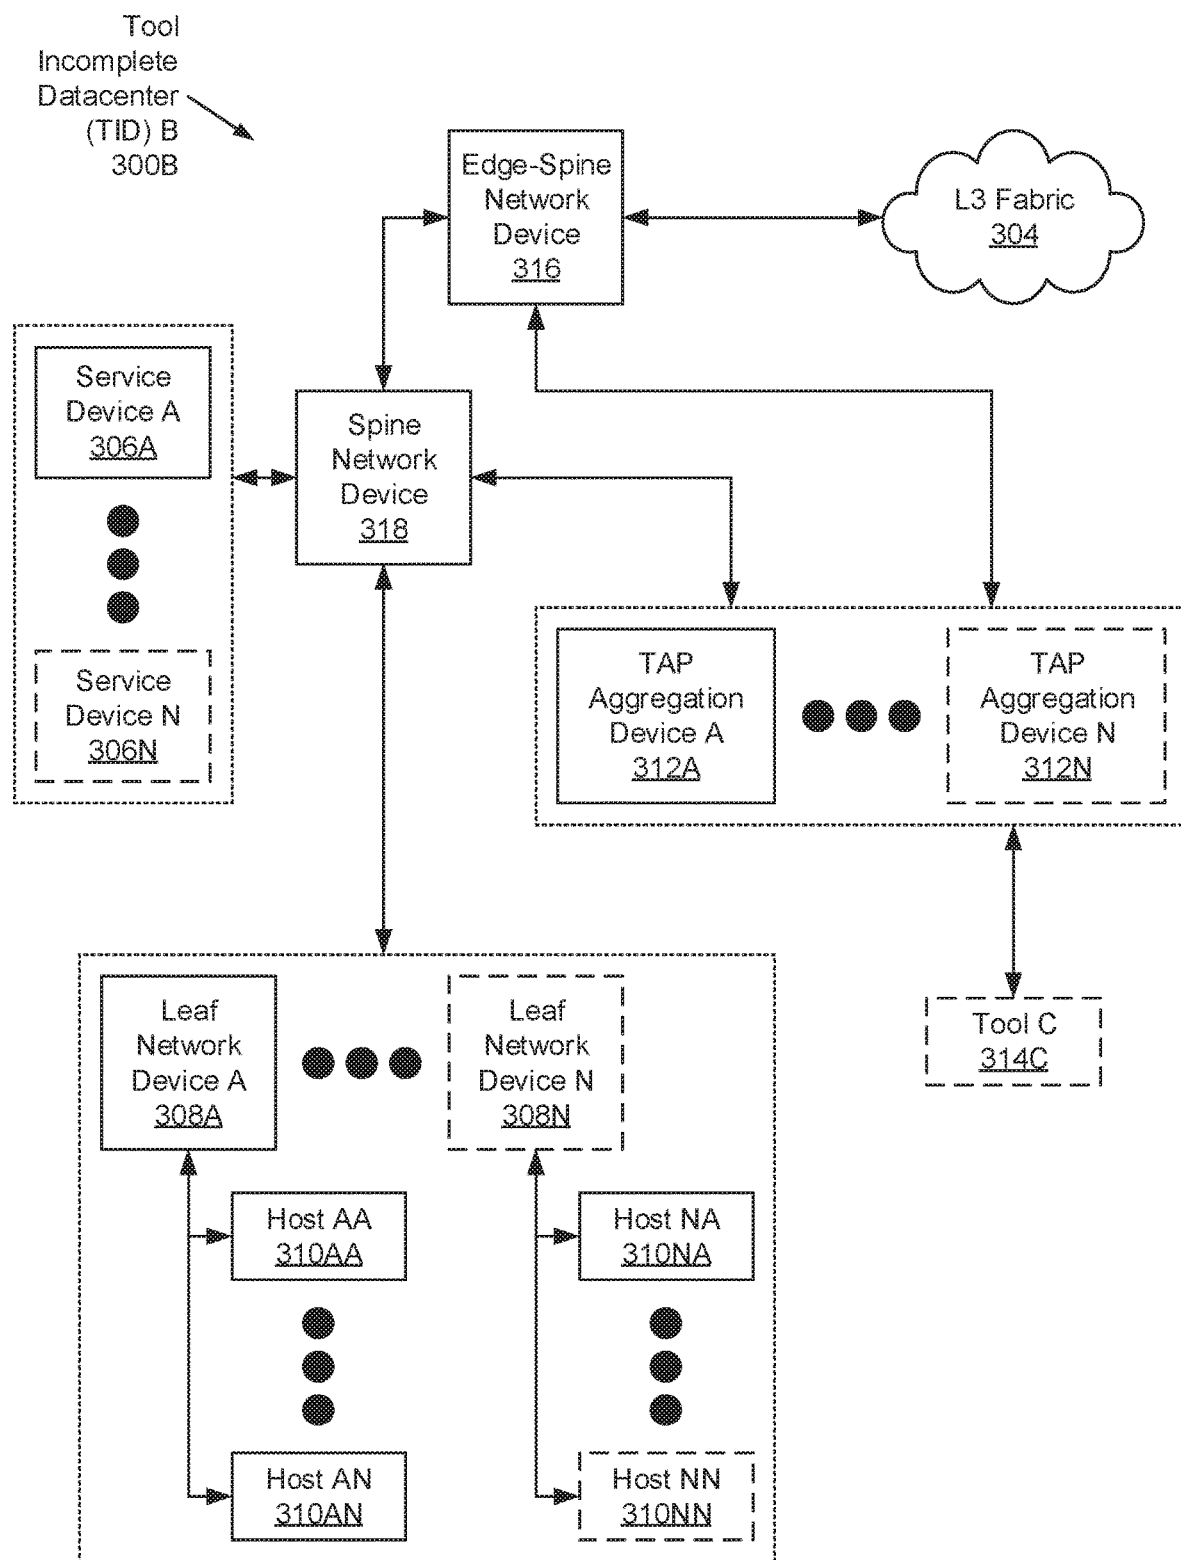 Tool
Incomplete
Datacenter
(TID) B
300B
Edge-Spine
Network
Device
316
L3 Fabric
304
Service
Device A
306A
Spine
Network
Device
318
Service
Device N
306N
TAP
Aggregation
Device A
312A
TAP
Aggregation
Device N
312N
Leaf
Network
Device A
308A
Leaf
Network
Device N
308N
Tool C
314C
Host AA
310AA
Host NA
310NA
Host AN
310AN
Host NN
310NN